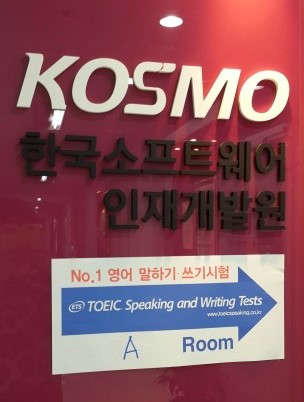 KOSMO
한국소프트웨어
인재개발원
No.1 영어 말하기 쓰기시험
ETS TOEIC Speaking and Writing Tests
www.toeicspeaking.co.kr
A Room